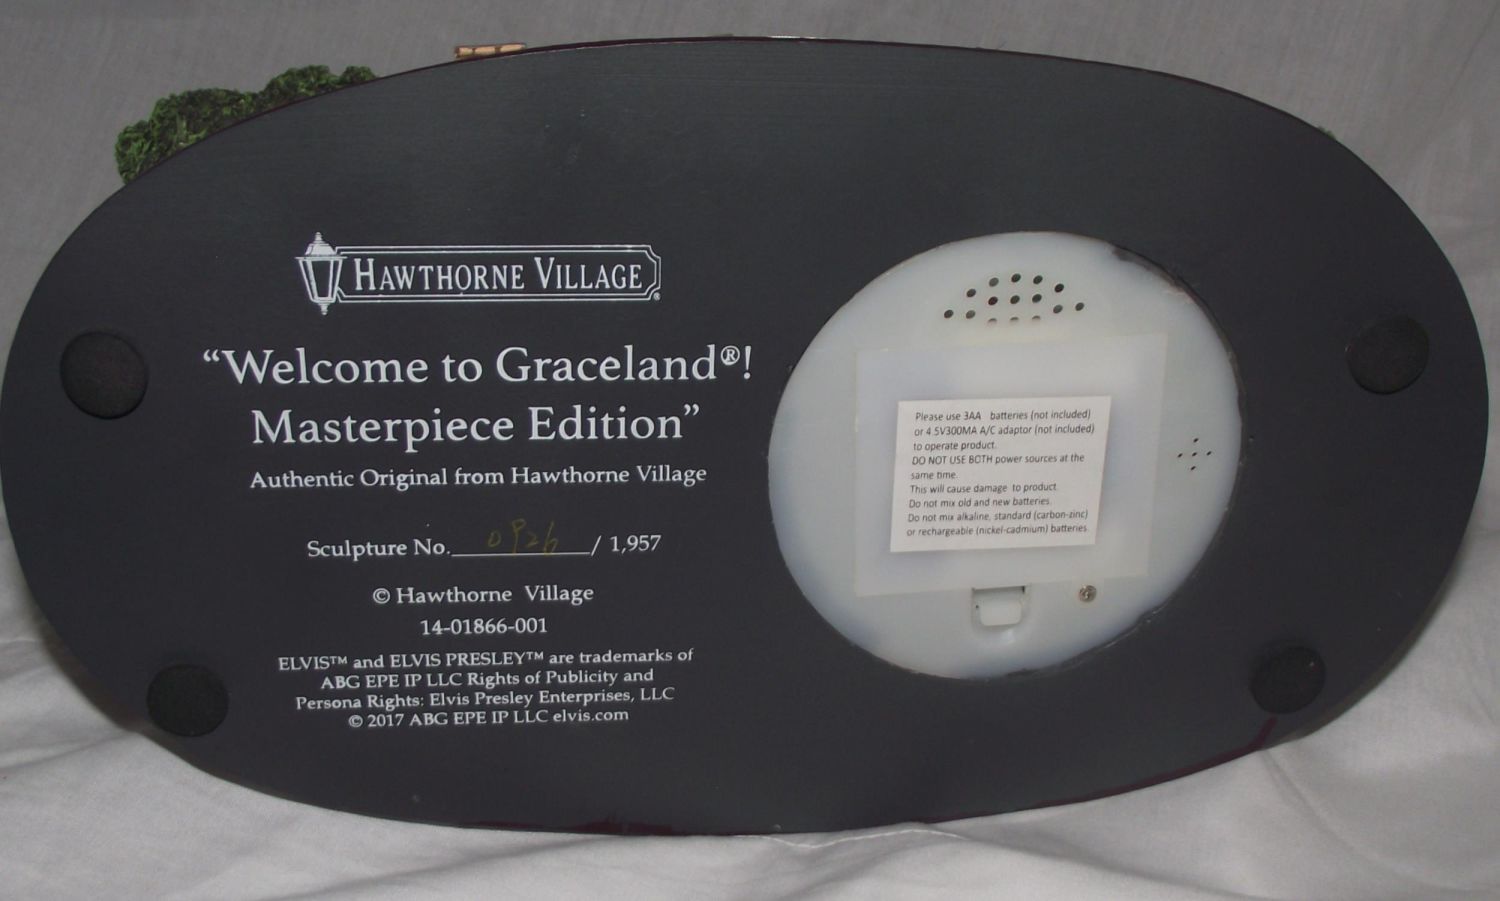 HAWTHORNE VILLAGE®
“Welcome to Graceland®!
Masterpiece Edition”
Authentic Original from Hawthorne Village
Sculpture No. 0926 / 1,957
© Hawthorne Village
14-01866-001
ELVIS™ and ELVIS PRESLEY™ are trademarks of
ABG EPE IP LLC Rights of Publicity and
Persona Rights: Elvis Presley Enterprises, LLC
© 2017 ABG EPE IP LLC elvis.com
Please use 3AA batteries (not included)
or 4.5V300MA A/C adaptor (not included)
to operate product.
DO NOT USE BOTH power sources at the
same time.
This will cause damage to product.
Do not mix old and new batteries.
Do not mix alkaline, standard (carbon-zinc)
or rechargeable (nickel-cadmium) batteries.